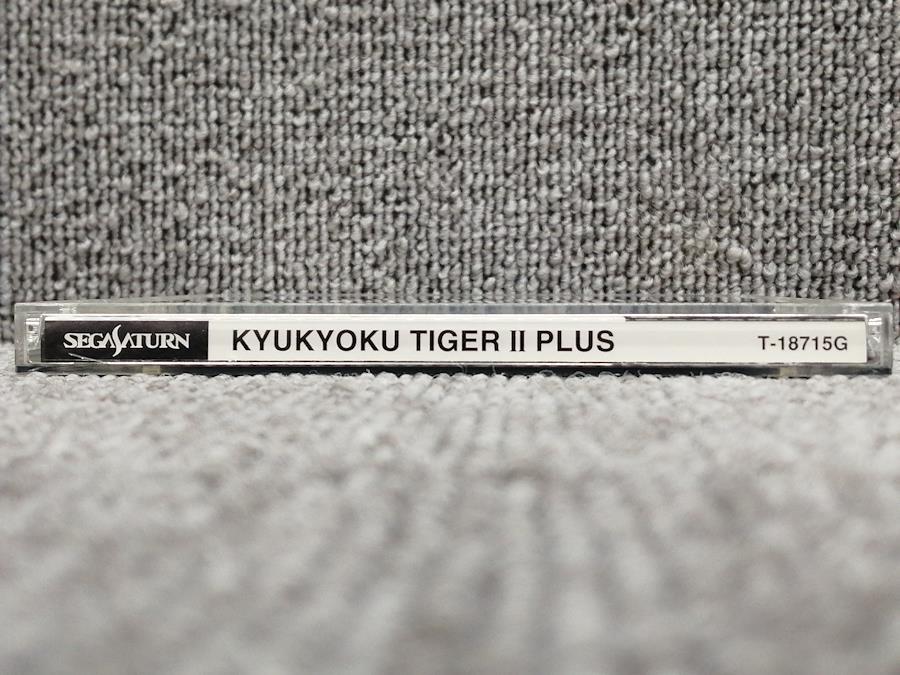 SEGASATURN KYUKYOKU TIGER II PLUS T-18715G